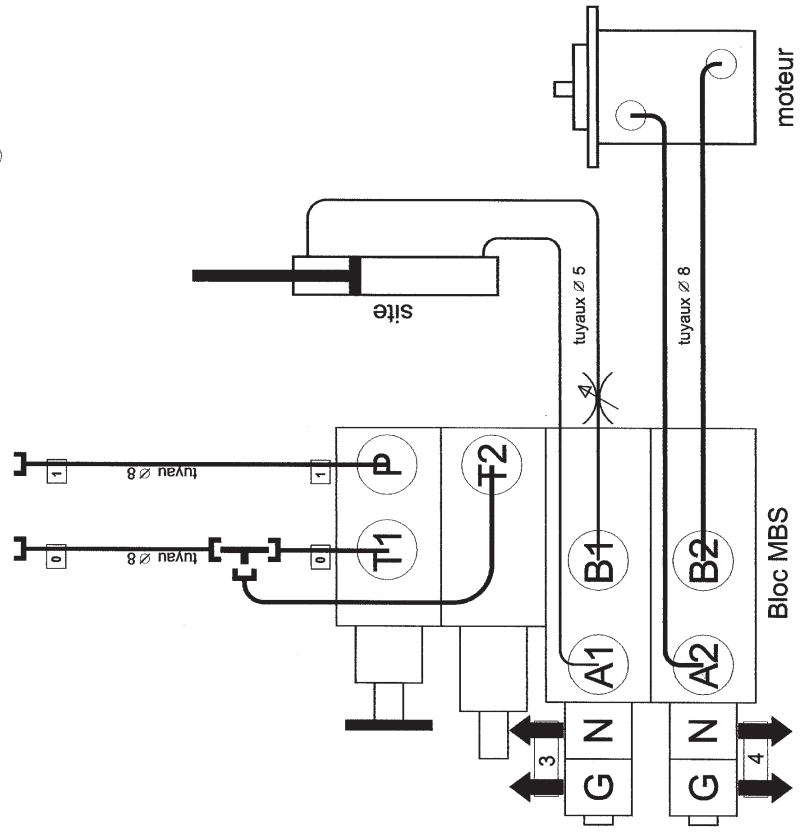 moteur
site
tuyaux Ø 5
tuyaux Ø 8
1
tuyau Ø 8
1
0
tuyau Ø 8
0
P
T1
T2
B1
A1
B2
A2
Bloc MBS
N
G
3
N
G
4